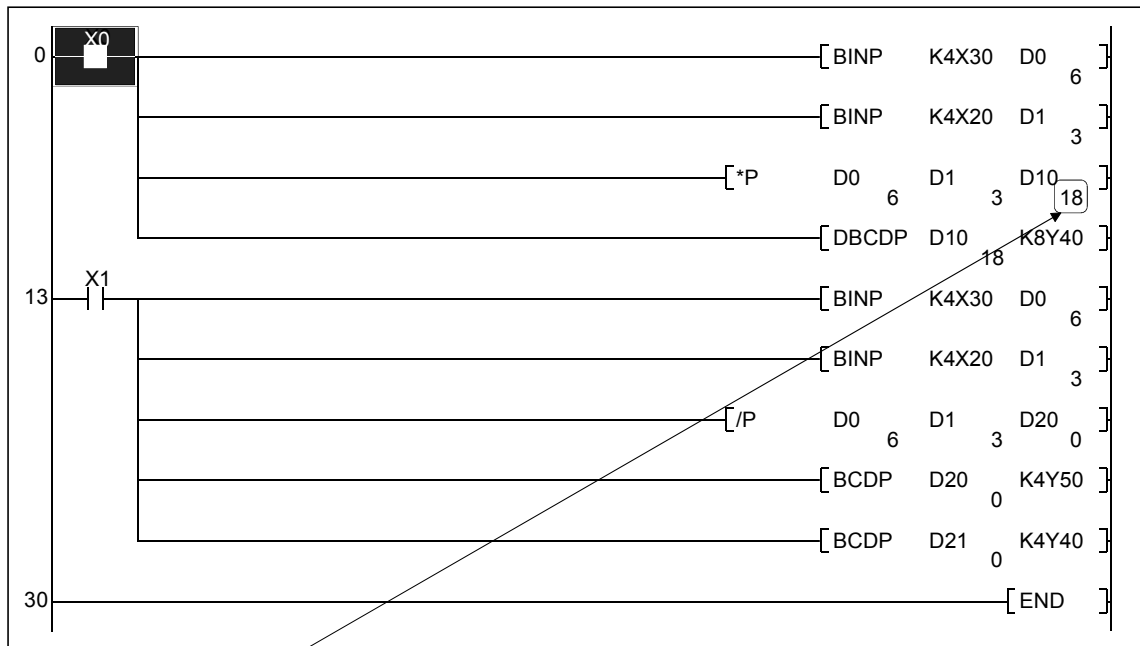 X0
0 BINP K4X30 D0
6
BINP K4X20 D1
3
*P D0 D1 D10
6 3 18
DBCDP D10 K8Y40
18
X1
13 BINP K4X30 D0
6
BINP K4X20 D1
3
/P D0 D1 D20
6 3 0
BCDP D20 K4Y50
0
BCDP D21 K4Y40
0
30 END